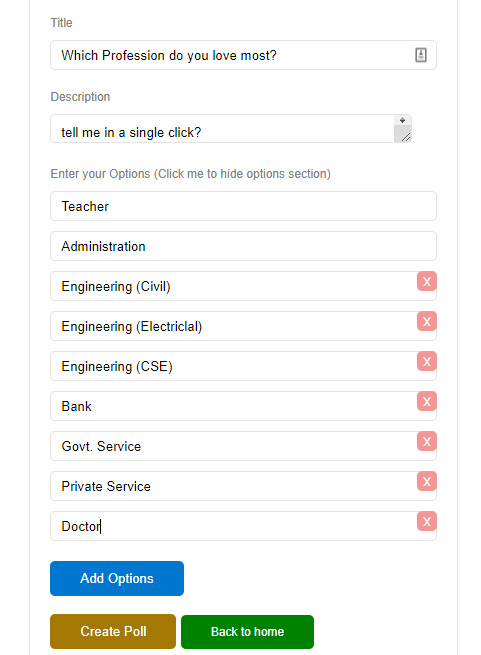 Title
Which Profession do you love most?
Description
tell me in a single click?
Enter your Options (Click me to hide options section)
Teacher
Administration
Engineering (Civil)
X
Engineering (Electriclal)
X
Engineering (CSE)
X
Bank
X
Govt. Service
X
Private Service
X
Doctor
X
Add Options
Create Poll
Back to home